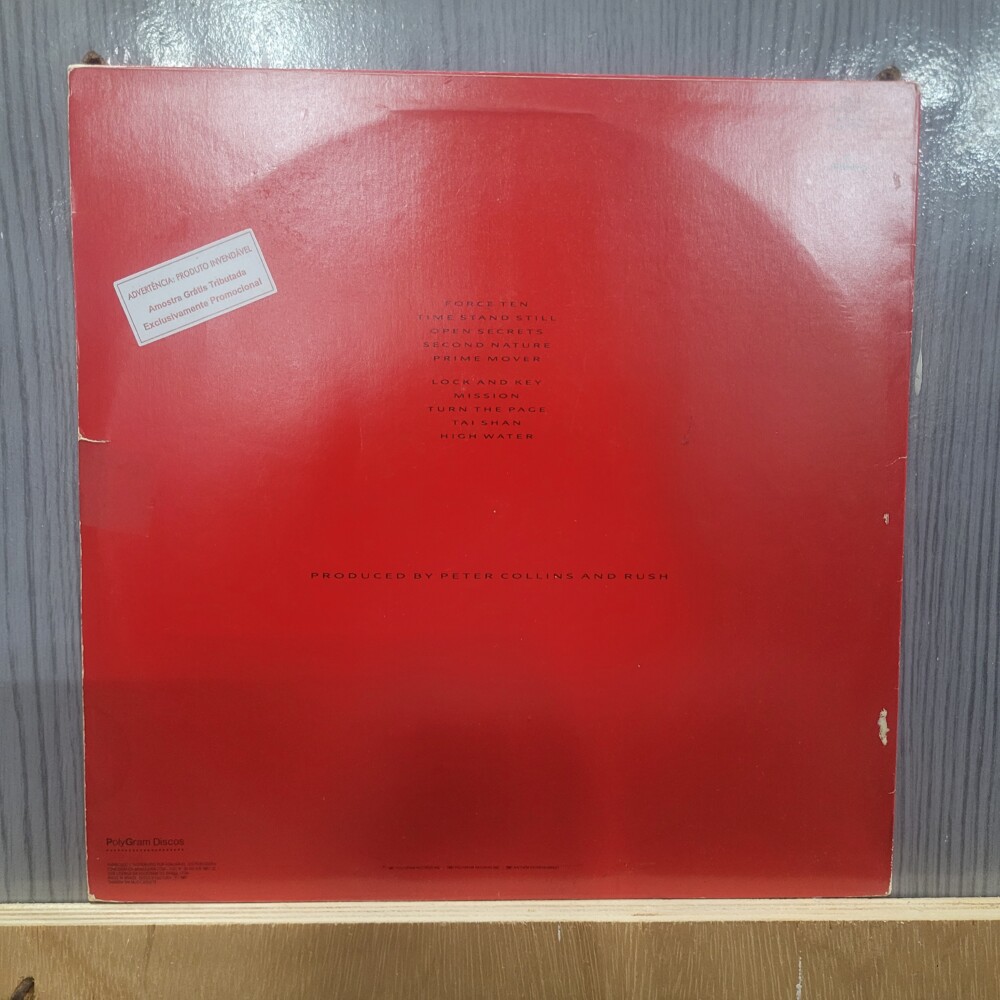 ADVERTÊNCIA: PRODUTO INVENDÁVEL
Amostra Grátis Tributada
Exclusivamente Promocional
FORCE TEN
TIME STAND STILL
OPEN SECRETS
SECOND NATURE
PRIME MOVER
LOCK AND KEY
MISSION
TURN THE PAGE
TAI SHAN
HIGH WATER
PRODUCED BY PETER COLLINS AND RUSH
PolyGram Discos